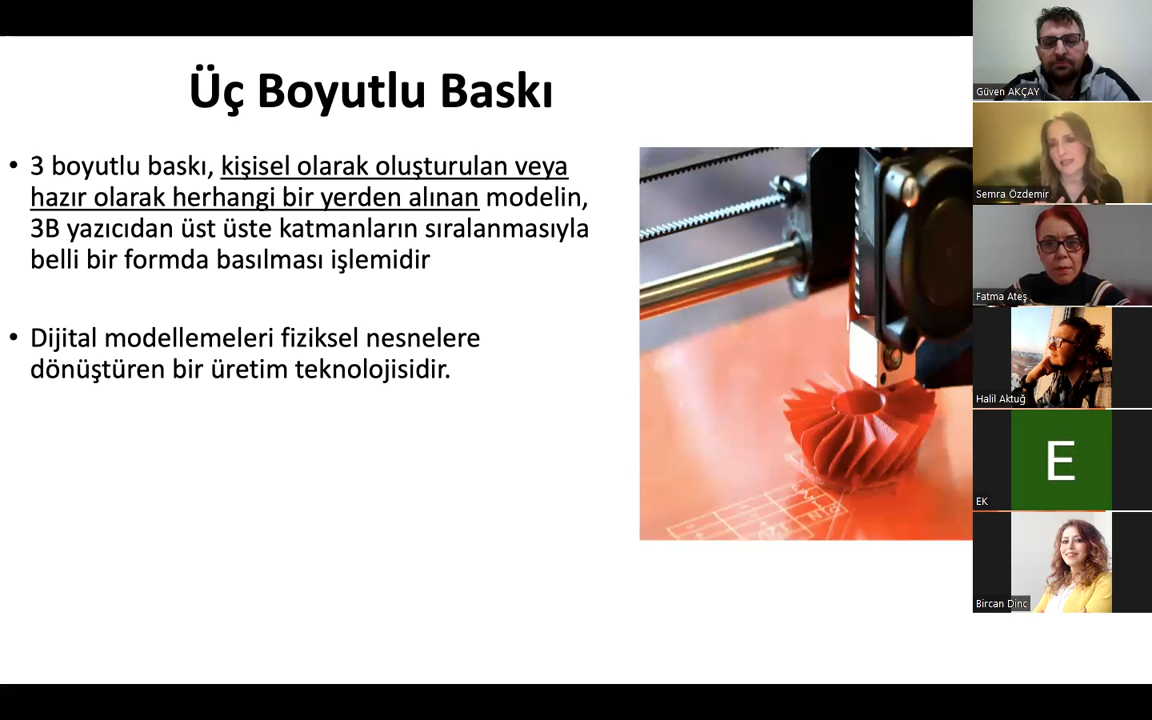 Üç Boyutlu Baskı
• 3 boyutlu baskı, kişisel olarak oluşturulan veya
hazır olarak herhangi bir yerden alınan modelin,
3B yazıcıdan üst üste katmanların sıralanmasıyla
belli bir formda basılması işlemidir
• Dijital modellemeleri fiziksel nesnelere
dönüştüren bir üretim teknolojisidir.
Güven AKÇAY
Semra Özdemir
Fatma Ateş
Halil Aktuğ
E
EK
Bircan Dinc